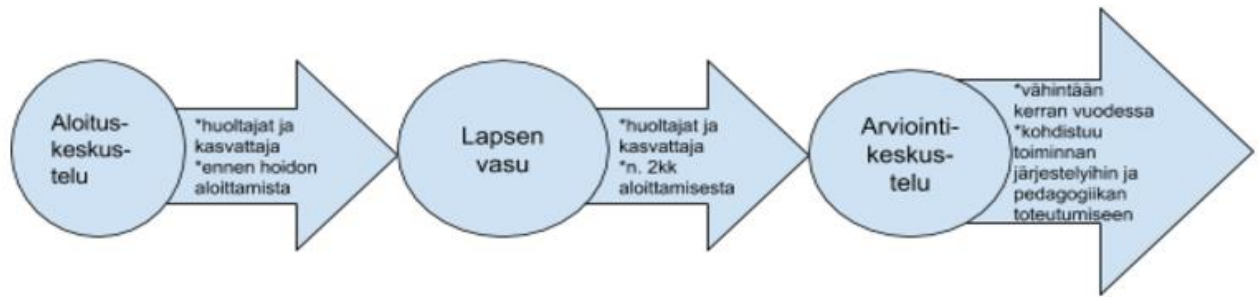 Aloitus-
keskus-
telu
*huoltajat ja
kasvattaja
*ennen hoidon
aloittamista
Lapsen
vasu
*huoltajat ja
kasvattaja
*n. 2kk
aloittamisesta
Arviointi-
keskus-
telu
*vähintään
kerran vuodessa
*kohdistuu
toiminnan
järjestelyihin ja
pedagogiikan
toteutumiseen